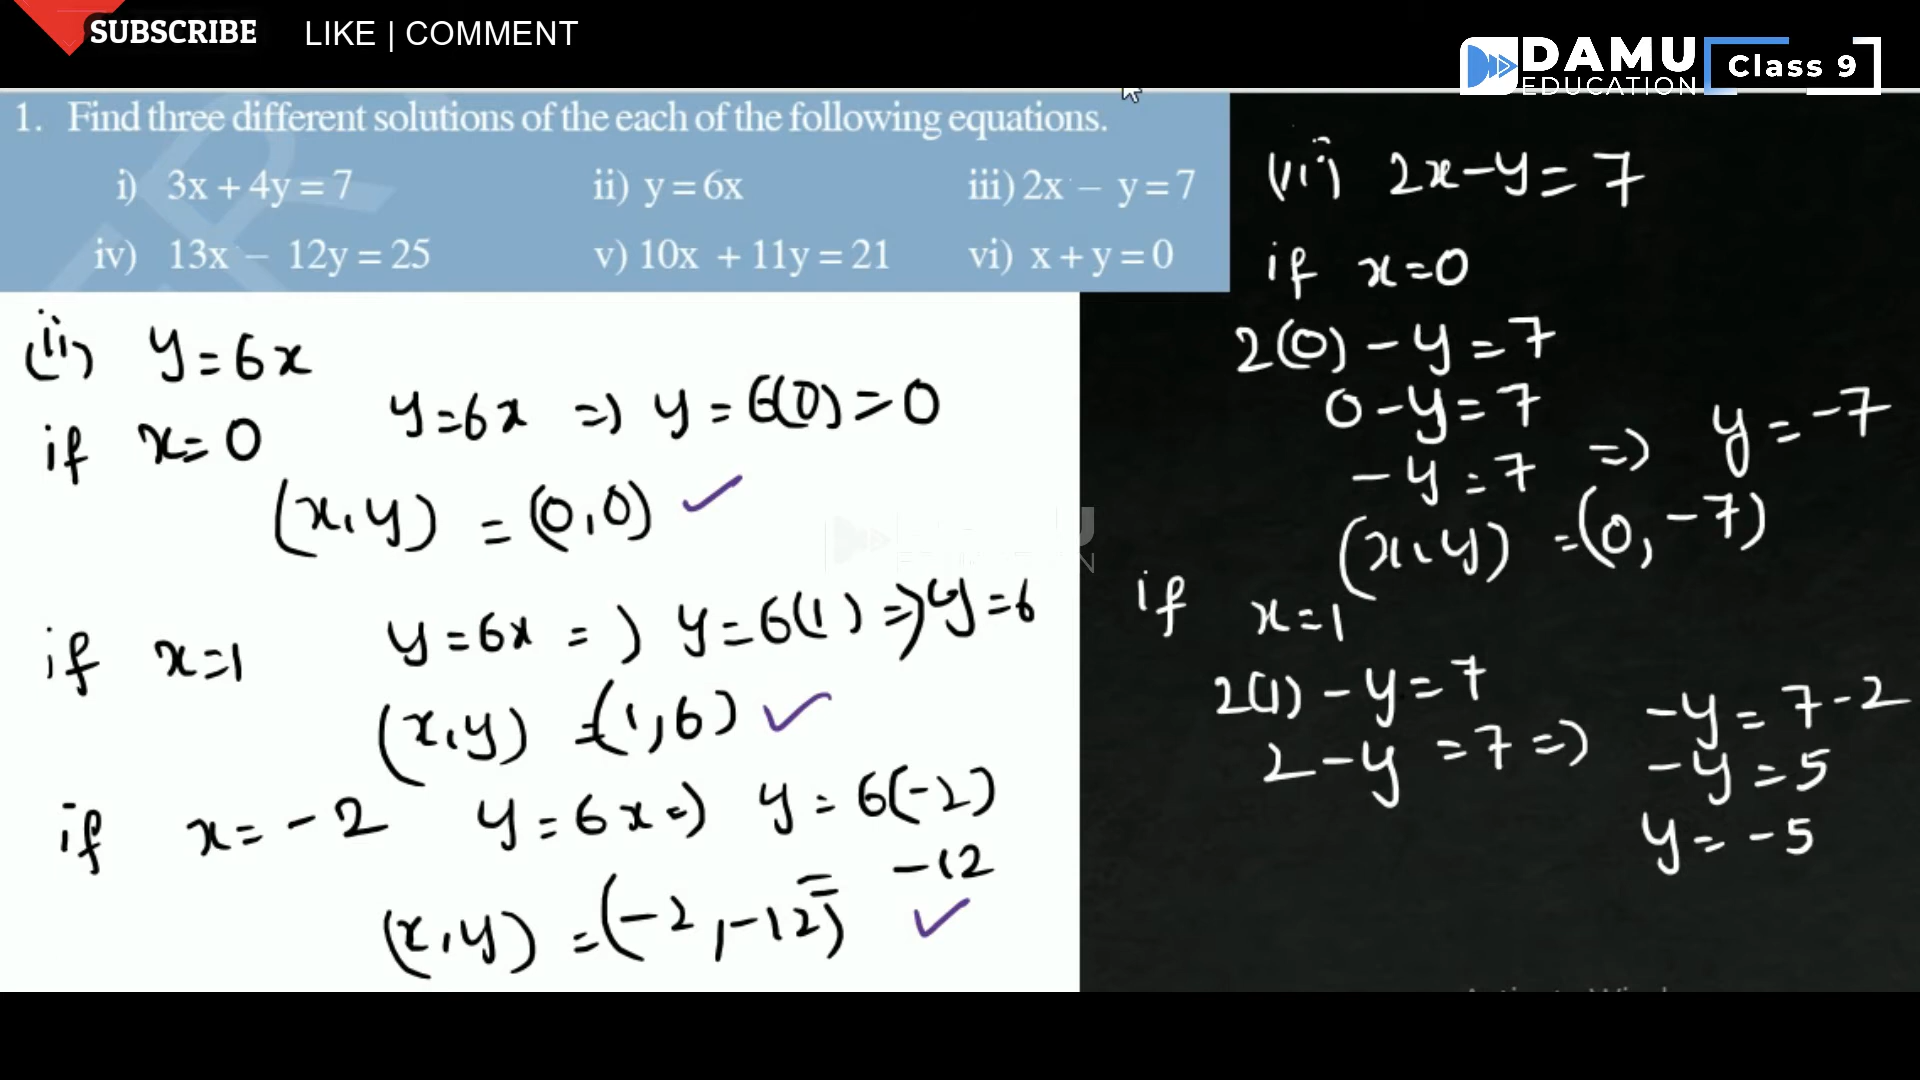 SUBSCRIBE LIKE | COMMENT
DAMU EDUCATION Class 9
1. Find three different solutions of the each of the following equations.
i) 3x + 4y = 7 ii) y = 6x iii) 2x - y = 7
iv) 13x - 12y = 25 v) 10x + 11y = 21 vi) x + y = 0
(ii) y = 6x
if x = 0 y = 6x => y = 6(0) = 0
(x, y) = (0, 0) ✓
if x = 1 y = 6x => y = 6(1) => y = 6
(x, y) = (1, 6) ✓
if x = -2 y = 6x => y = 6(-2)
= -12
(x, y) = (-2, -12) ✓
(iii) 2x - y = 7
if x = 0
2(0) - y = 7
0 - y = 7
- y = 7 => y = -7
(x, y) = (0, -7)
if x = 1
2(1) - y = 7
2 - y = 7 => -y = 7 - 2
-y = 5
y = -5